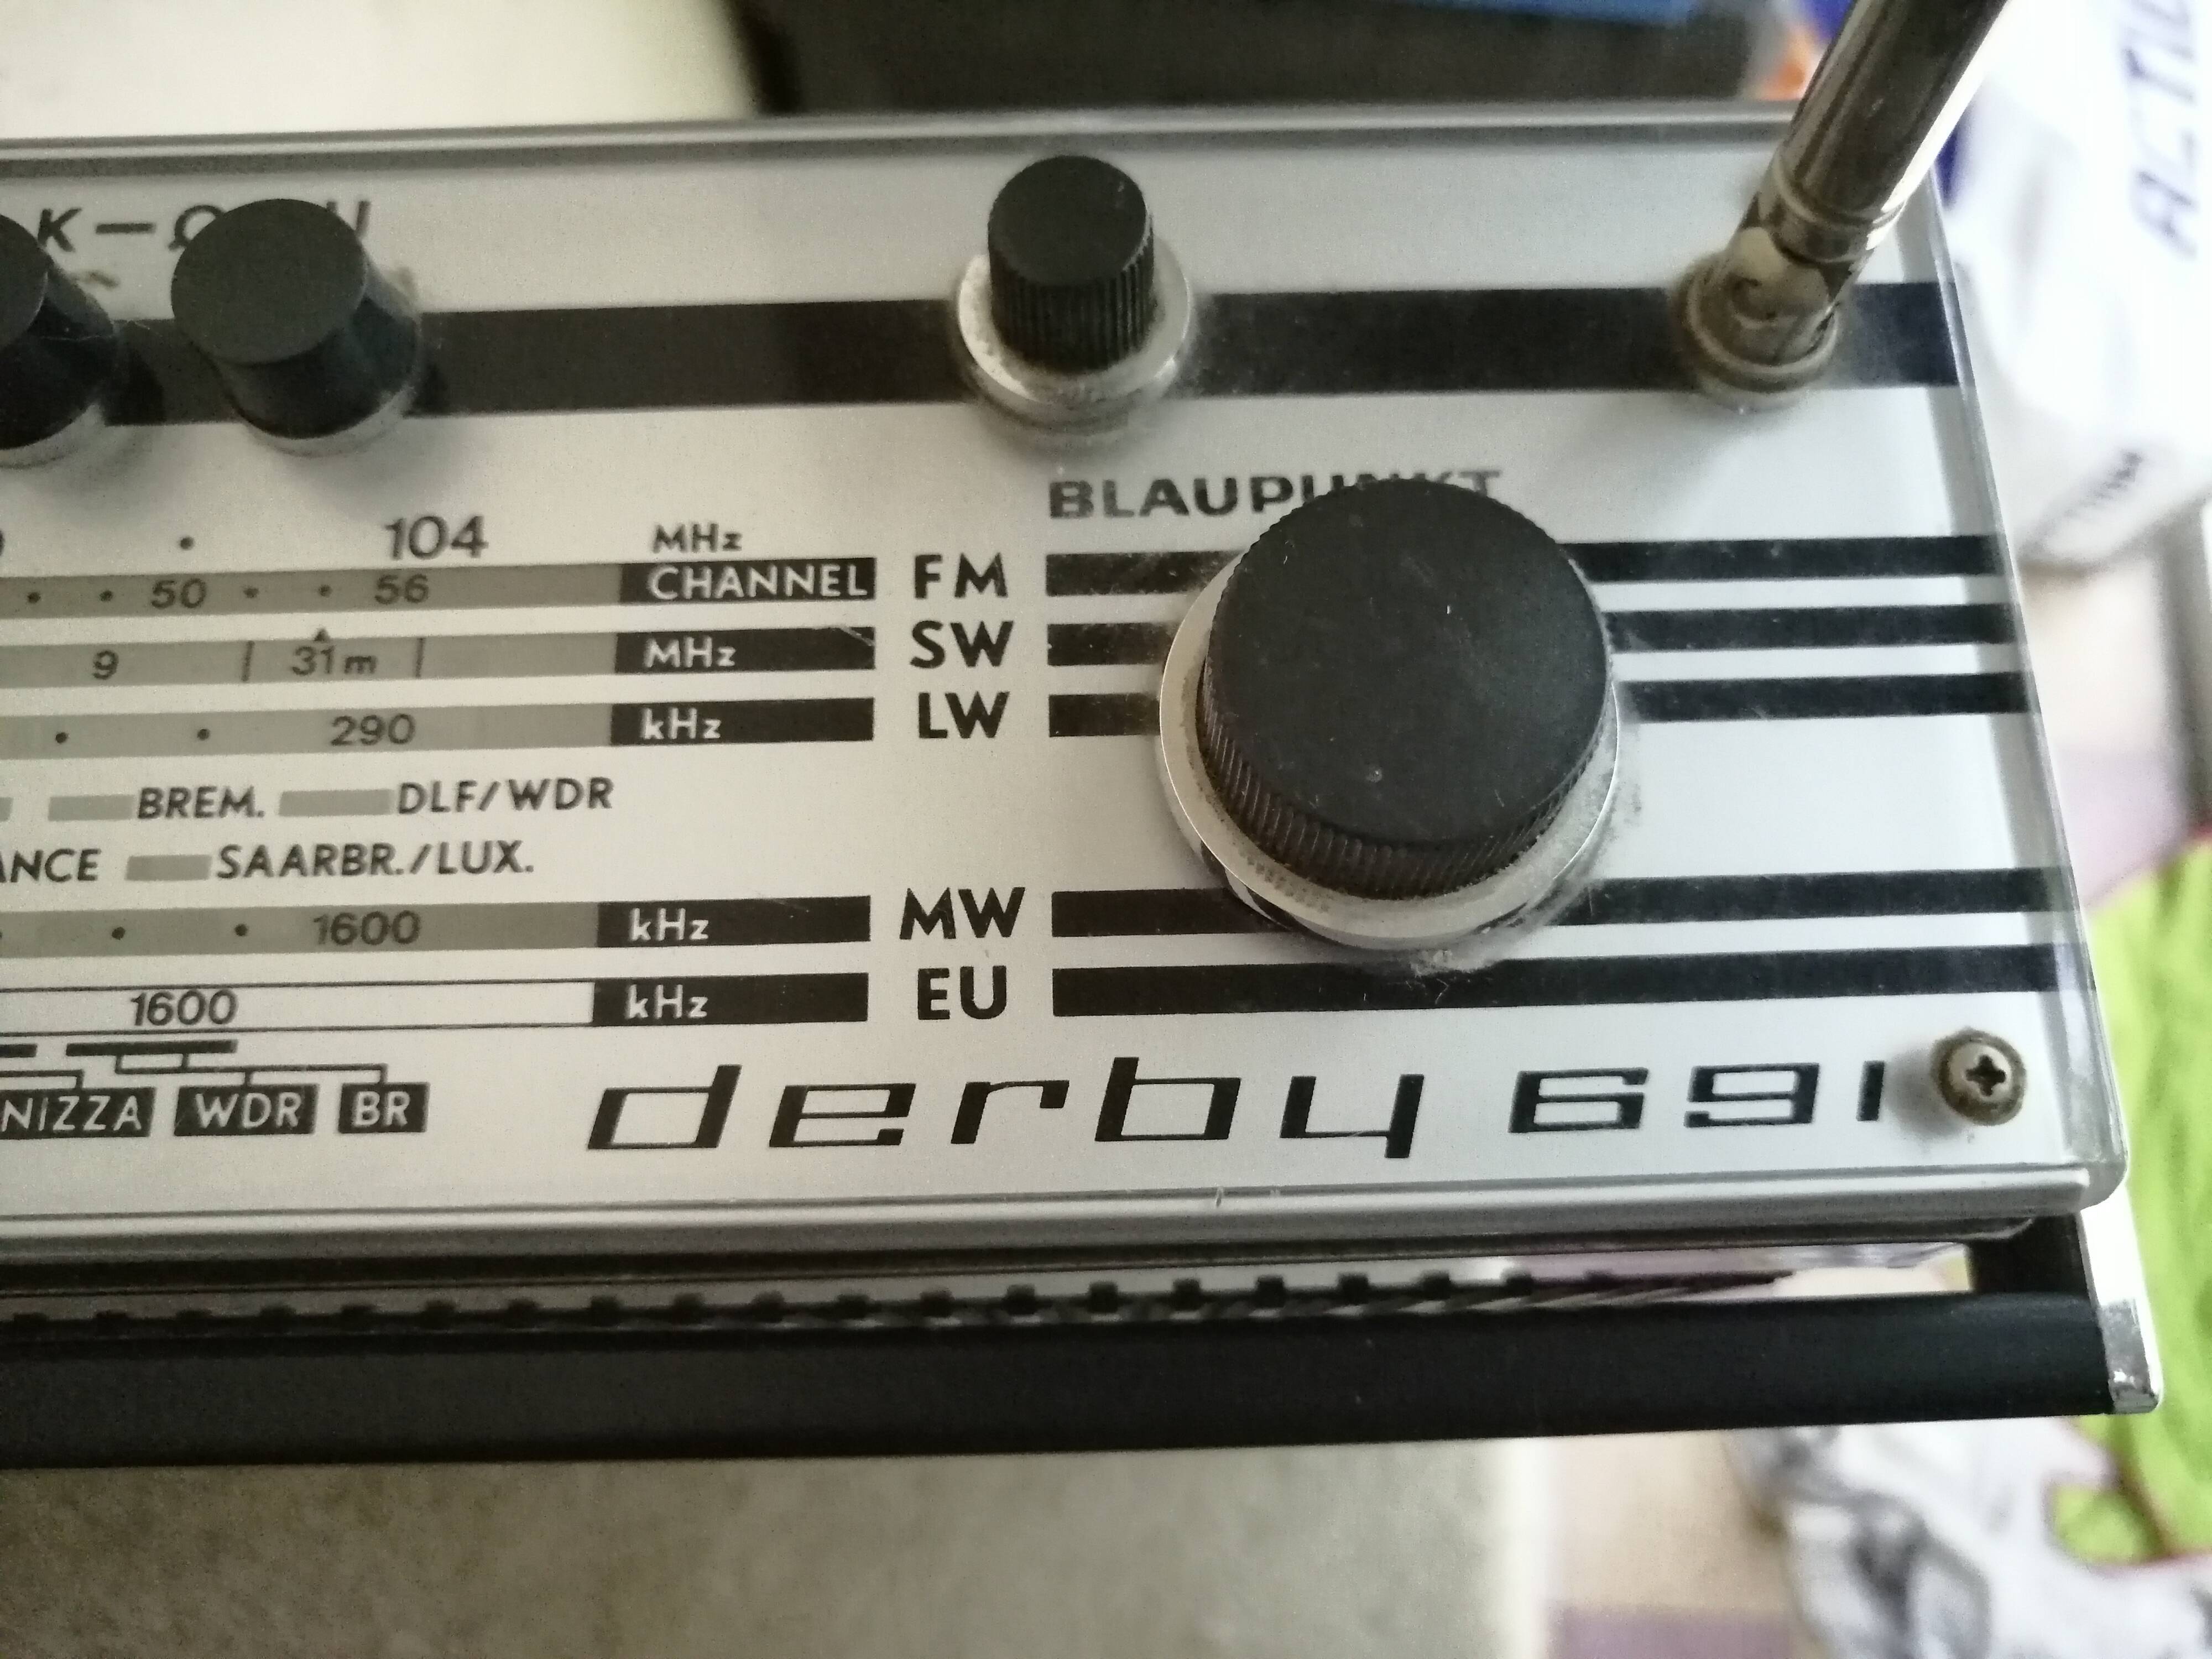 K —
BLAUPUNKT
104 MHz
50 56 CHANNEL FM
9 31m MHz SW
290 kHz LW
BREM. DLF/WDR
SAARBR./LUX.
1600 kHz MW
1600 kHz EU
NIZZA WDR BR
derby 691